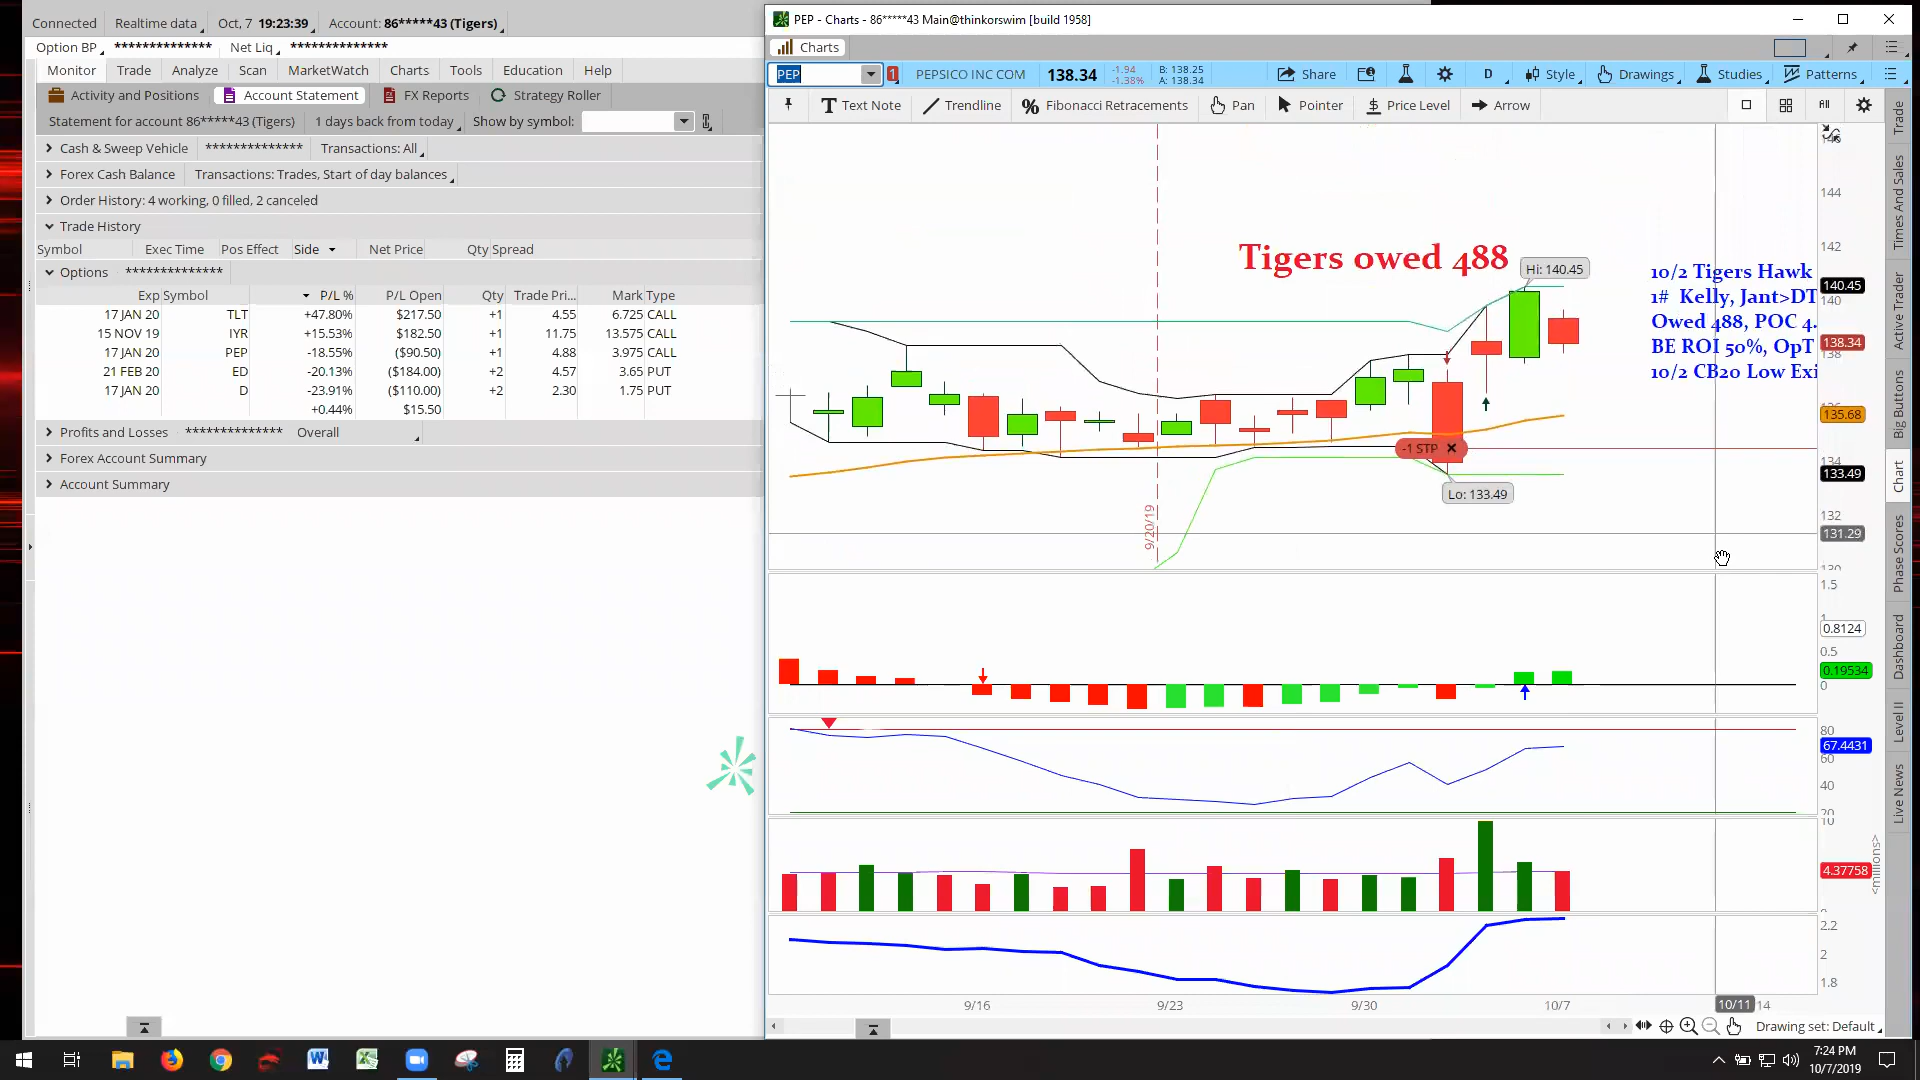 Connected Realtime data Oct, 7 19:23:39 Account: 86*****43 (Tigers)
Option BP ************** Net Liq **************
Monitor Trade Analyze Scan MarketWatch Charts Tools Education Help
Activity and Positions Account Statement FX Reports Strategy Roller
Statement for account 86*****43 (Tigers) 1 days back from today Show by symbol:
Cash & Sweep Vehicle ************** Transactions: All
Forex Cash Balance Transactions: Trades, Start of day balances
Order History: 4 working, 0 filled, 2 canceled
Trade History
Symbol Exec Time Pos Effect Side Net Price Qty Spread
Options **************
Exp Symbol P/L % P/L Open Qty Trade Pri... Mark Type
17 JAN 20 TLT +47.80% $217.50 +1 4.55 6.725 CALL
15 NOV 19 IYR +15.53% $182.50 +1 11.75 13.575 CALL
17 JAN 20 PEP -18.55% ($90.50) +1 4.88 3.975 CALL
21 FEB 20 ED -20.13% ($184.00) +2 4.57 3.65 PUT
17 JAN 20 D -23.91% ($110.00) +2 2.30 1.75 PUT
+0.44% $15.50
Profits and Losses ************** Overall
Forex Account Summary
Account Summary
PEP - Charts - 86*****43 Main@thinkorswim [build 1958]
Charts
PEP 1 PEPSICO INC COM 138.34 -1.94 -1.38% B: 138.25 A: 138.34 Share D Style Drawings Studies Patterns
Text Note Trendline Fibonacci Retracements Pan Pointer Price Level Arrow All
Tigers owed 488
Hi: 140.45
10/2 Tigers Hawk
1# Kelly, Jant>DT
Owed 488, POC 4.
BE ROI 50%, OpT
10/2 CB20 Low Exi
-1 STP
Lo: 133.49
9/20/19
144
142
140.45
140
138.34
138
135.68
134
133.49
132
131.29
130
1.5
1
0.8124
0.5
0.19534
0
80
67.4431
60
40
20
10
4.37758
<millions>
2.2
2
1.8
9/16 9/23 9/30 10/7 10/11 14
Drawing set: Default
Trade
Times And Sales
Active Trader
Big Buttons
Chart
Phase Scores
Dashboard
Level II
Live News
7:24 PM
10/7/2019